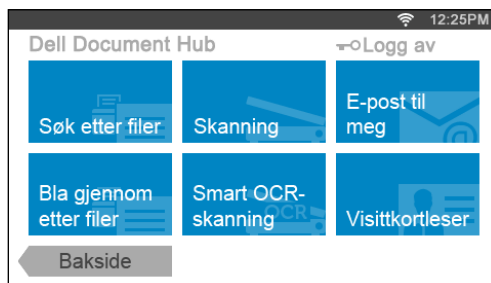 12:25PM
Dell Document Hub
Logg av
Søk etter filer
Skanning
E-post til
meg
Bla gjennom
etter filer
Smart OCR-
skanning
OCR
Visittkortleser
Bakside